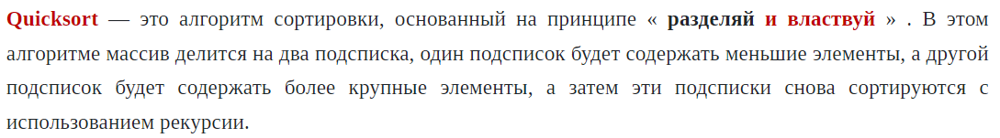 Quicksort — это алгоритм сортировки, основанный на принципе « разделяй и властвуй » . В этом
алгоритме массив делится на два подсписка, один подсписок будет содержать меньшие элементы, а другой
подсписок будет содержать более крупные элементы, а затем эти подсписки снова сортируются с
использованием рекурсии.